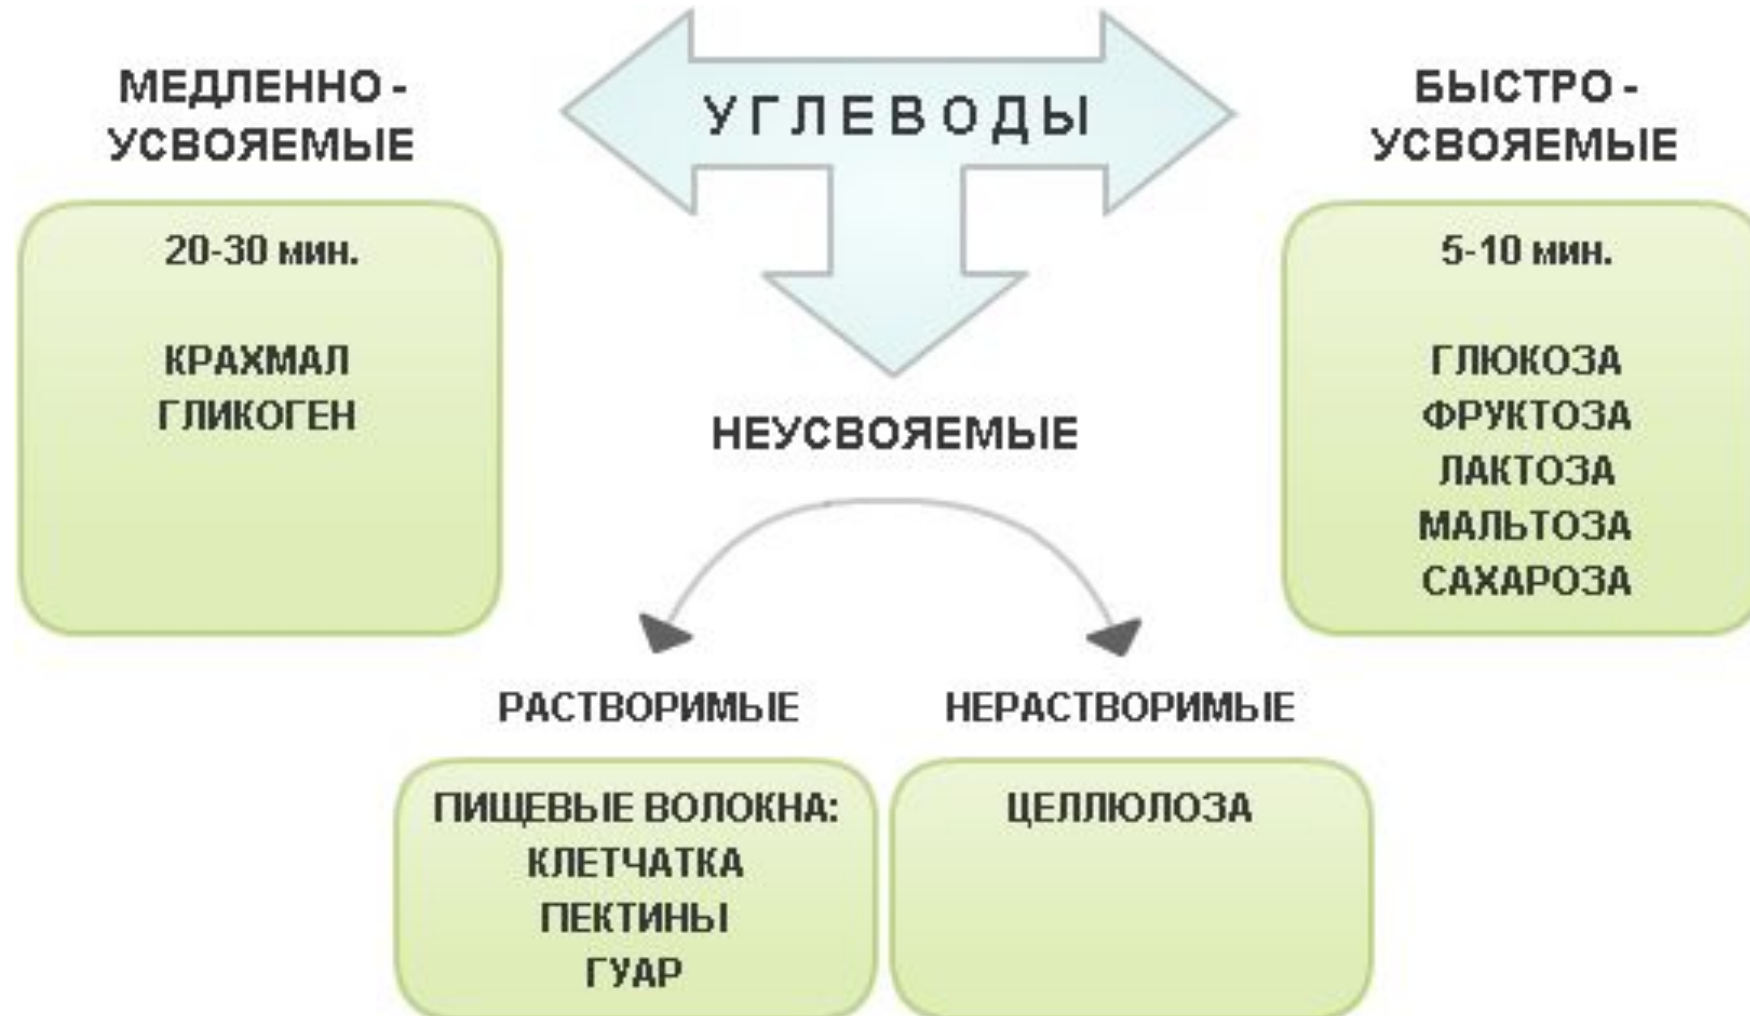 УГЛЕВОДЫ
МЕДЛЕННО -
УСВОЯЕМЫЕ
20-30 мин.
КРАХМАЛ
ГЛИКОГЕН
БЫСТРО -
УСВОЯЕМЫЕ
5-10 мин.
ГЛЮКОЗА
ФРУКТОЗА
ЛАКТОЗА
МАЛЬТОЗА
САХАРОЗА
НЕУСВОЯЕМЫЕ
РАСТВОРИМЫЕ
ПИЩЕВЫЕ ВОЛОКНА:
КЛЕТЧАТКА
ПЕКТИНЫ
ГУАР
НЕРАСТВОРИМЫЕ
ЦЕЛЛЮЛОЗА